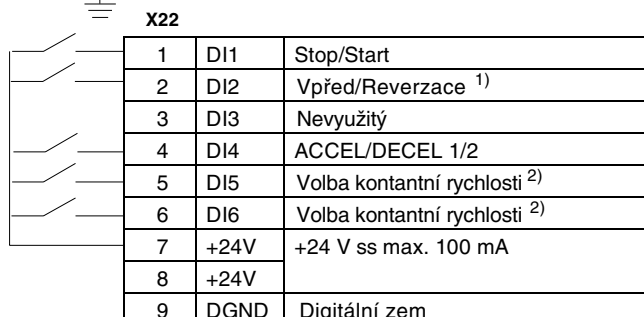 X22
1 DI1 Stop/Start
2 DI2 Vpřed/Reverzace 1)
3 DI3 Nevyužitý
4 DI4 ACCEL/DECEL 1/2
5 DI5 Volba kontantní rychlosti 2)
6 DI6 Volba kontantní rychlosti 2)
7 +24V +24 V ss max. 100 mA
8 +24V
9 DGND Digitální zem